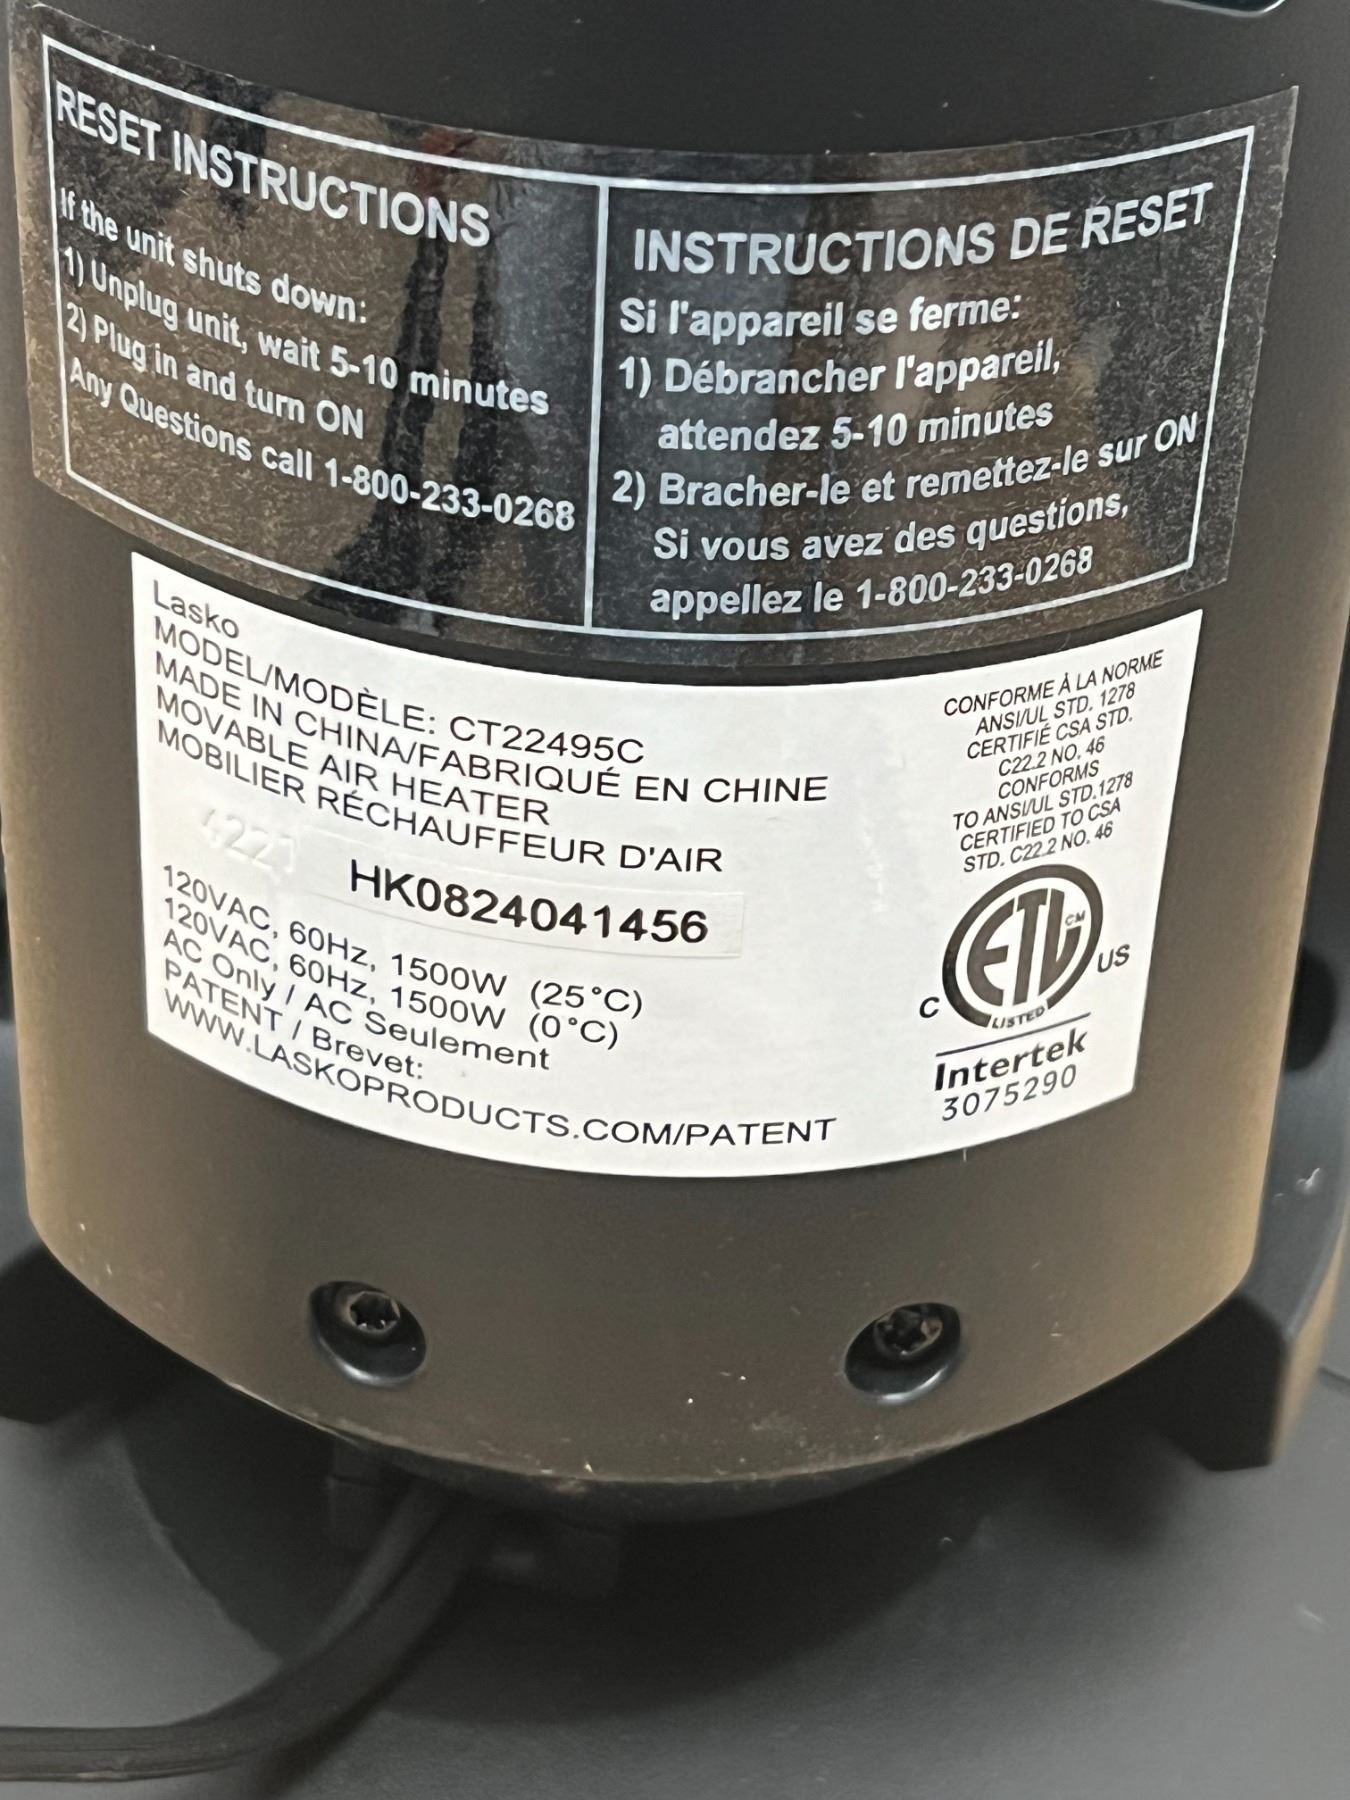 RESET INSTRUCTIONS
If the unit shuts down:
1) Unplug unit, wait 5-10 minutes
2) Plug in and turn ON
Any Questions call 1-800-233-0268
INSTRUCTIONS DE RESET
Si l'appareil se ferme:
1) Débrancher l'appareil,
attendez 5-10 minutes
2) Bracher-le et remettez-le sur ON
Si vous avez des questions,
appellez le 1-800-233-0268
Lasko
MODEL/MODÈLE: CT22495C
MADE IN CHINA/FABRIQUÉ EN CHINE
MOVABLE AIR HEATER
MOBILIER RÉCHAUFFEUR D'AIR
HK0824041456
120VAC, 60Hz, 1500W (25°C)
120VAC, 60Hz, 1500W (0°C)
AC Only / AC Seulement
PATENT / Brevet:
WWW.LASKOPRODUCTS.COM/PATENT
CONFORME À LA NORME
ANSI/UL STD. 1278
CERTIFIÉ CSA STD.
C22.2 NO. 46
CONFORMS
TO ANSI/UL STD.1278
CERTIFIED TO CSA
STD. C22.2 NO. 46
ETL CM
C LISTED US
Intertek
3075290